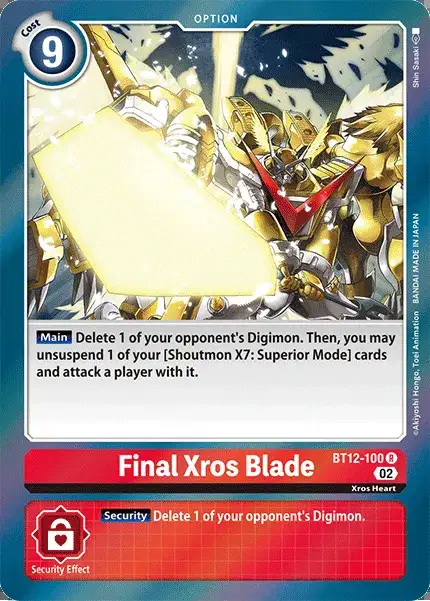 OPTION
Cost
9
Shin Sasaki
©Akiyoshi Hongo, Toei Animation BANDAI MADE IN JAPAN
Main Delete 1 of your opponent's Digimon. Then, you may
unsuspend 1 of your [Shoutmon X7: Superior Mode] cards
and attack a player with it.
Final Xros Blade
BT12-100 R
02
Xros Heart
Security Delete 1 of your opponent's Digimon.
Security Effect